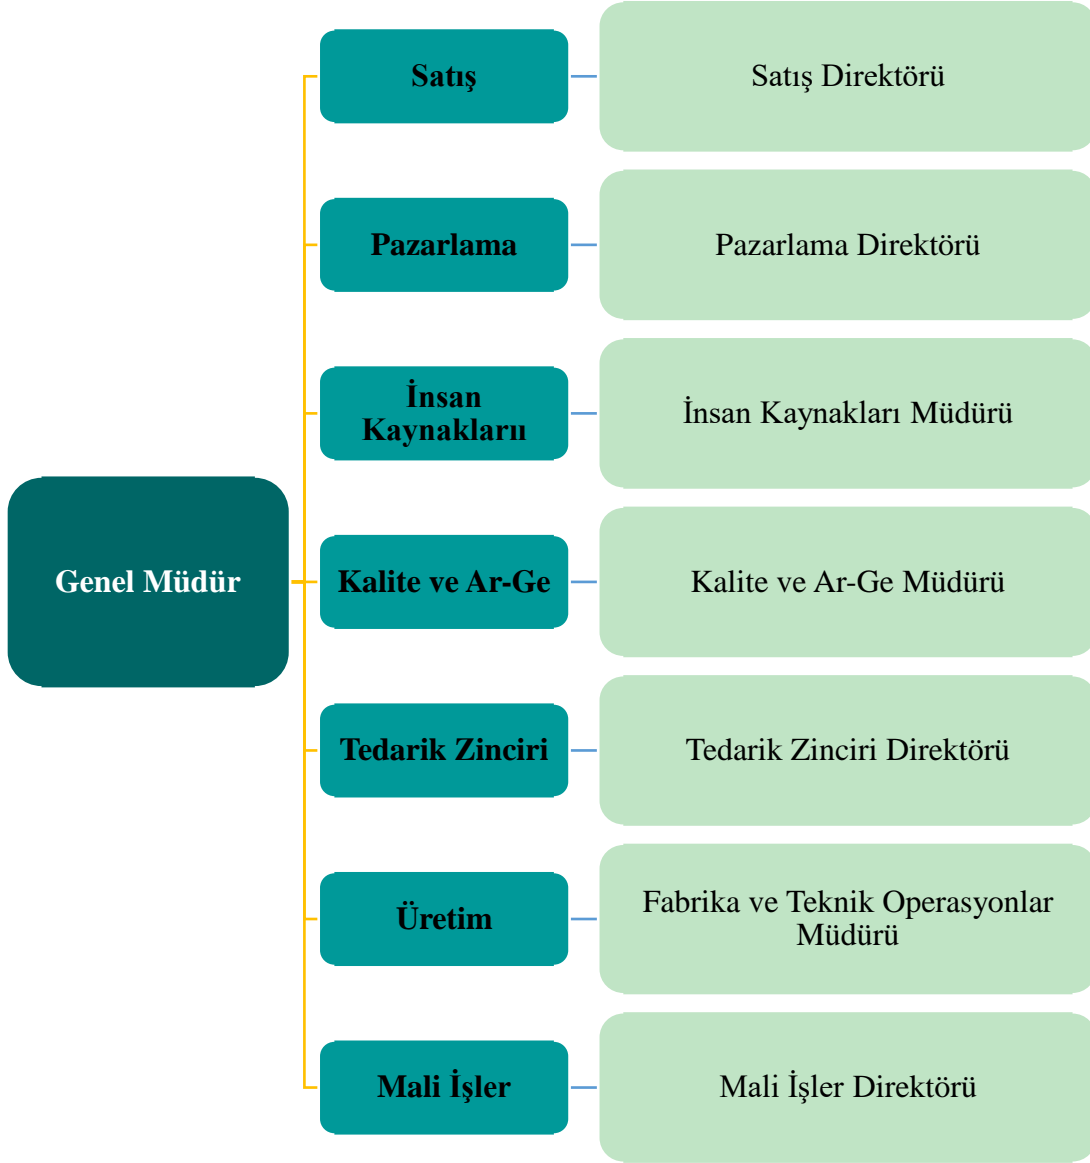 Satış
Satış Direktörü
Pazarlama
Pazarlama Direktörü
İnsan
Kaynaklarıı
İnsan Kaynakları Müdürü
Genel Müdür
Kalite ve Ar-Ge
Kalite ve Ar-Ge Müdürü
Tedarik Zinciri
Tedarik Zinciri Direktörü
Üretim
Fabrika ve Teknik Operasyonlar
Müdürü
Mali İşler
Mali İşler Direktörü